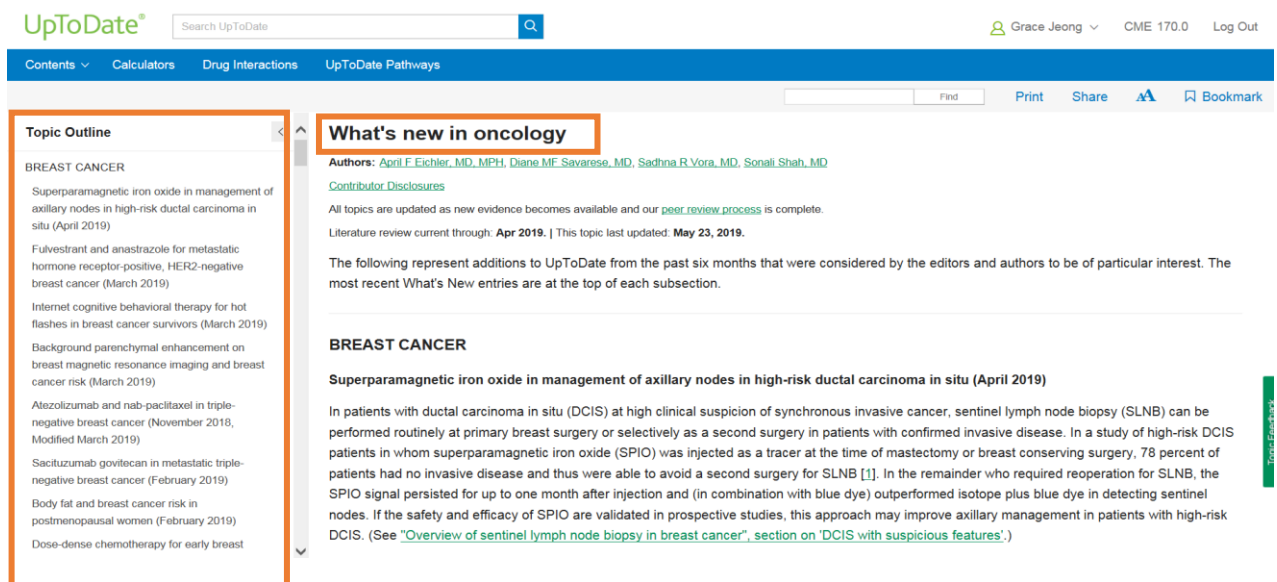 UpToDate®
Search UpToDate
Grace Jeong
CME 170.0
Log Out
Contents
Calculators
Drug Interactions
UpToDate Pathways
Find
Print
Share
AA
Bookmark
Topic Outline
BREAST CANCER
Superparamagnetic iron oxide in management of
axillary nodes in high-risk ductal carcinoma in
situ (April 2019)
Fulvestrant and anastrazole for metastatic
hormone receptor-positive, HER2-negative
breast cancer (March 2019)
Internet cognitive behavioral therapy for hot
flashes in breast cancer survivors (March 2019)
Background parenchymal enhancement on
breast magnetic resonance imaging and breast
cancer risk (March 2019)
Atezolizumab and nab-paclitaxel in triple-
negative breast cancer (November 2018,
Modified March 2019)
Sacituzumab govitecan in metastatic triple-
negative breast cancer (February 2019)
Body fat and breast cancer risk in
postmenopausal women (February 2019)
Dose-dense chemotherapy for early breast
What's new in oncology
Authors: April F Eichler, MD, MPH, Diane MF Savarese, MD, Sadhna R Vora, MD, Sonali Shah, MD
Contributor Disclosures
All topics are updated as new evidence becomes available and our peer review process is complete.
Literature review current through: Apr 2019. | This topic last updated: May 23, 2019.
The following represent additions to UpToDate from the past six months that were considered by the editors and authors to be of particular interest. The
most recent What's New entries are at the top of each subsection.
BREAST CANCER
Superparamagnetic iron oxide in management of axillary nodes in high-risk ductal carcinoma in situ (April 2019)
In patients with ductal carcinoma in situ (DCIS) at high clinical suspicion of synchronous invasive cancer, sentinel lymph node biopsy (SLNB) can be
performed routinely at primary breast surgery or selectively as a second surgery in patients with confirmed invasive disease. In a study of high-risk DCIS
patients in whom superparamagnetic iron oxide (SPIO) was injected as a tracer at the time of mastectomy or breast conserving surgery, 78 percent of
patients had no invasive disease and thus were able to avoid a second surgery for SLNB [1]. In the remainder who required reoperation for SLNB, the
SPIO signal persisted for up to one month after injection and (in combination with blue dye) outperformed isotope plus blue dye in detecting sentinel
nodes. If the safety and efficacy of SPIO are validated in prospective studies, this approach may improve axillary management in patients with high-risk
DCIS. (See "Overview of sentinel lymph node biopsy in breast cancer", section on 'DCIS with suspicious features'.)
Topic Feedback